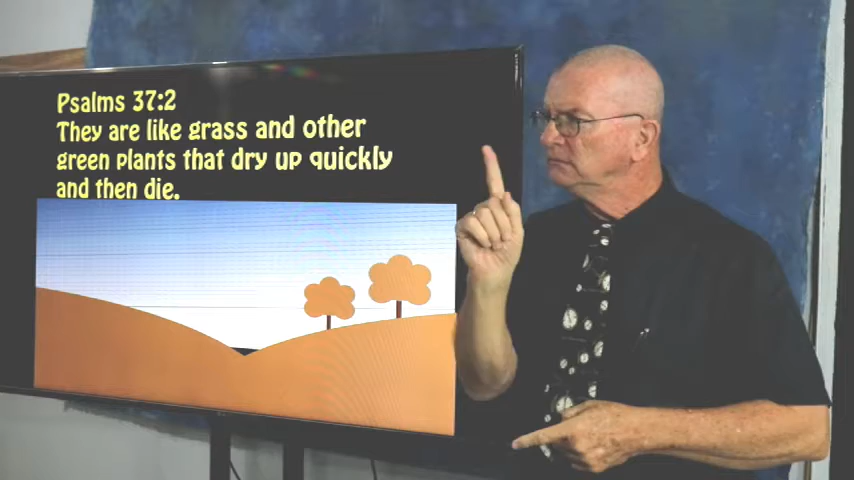 Psalms 37:2
They are like grass and other
green plants that dry up quickly
and then die.